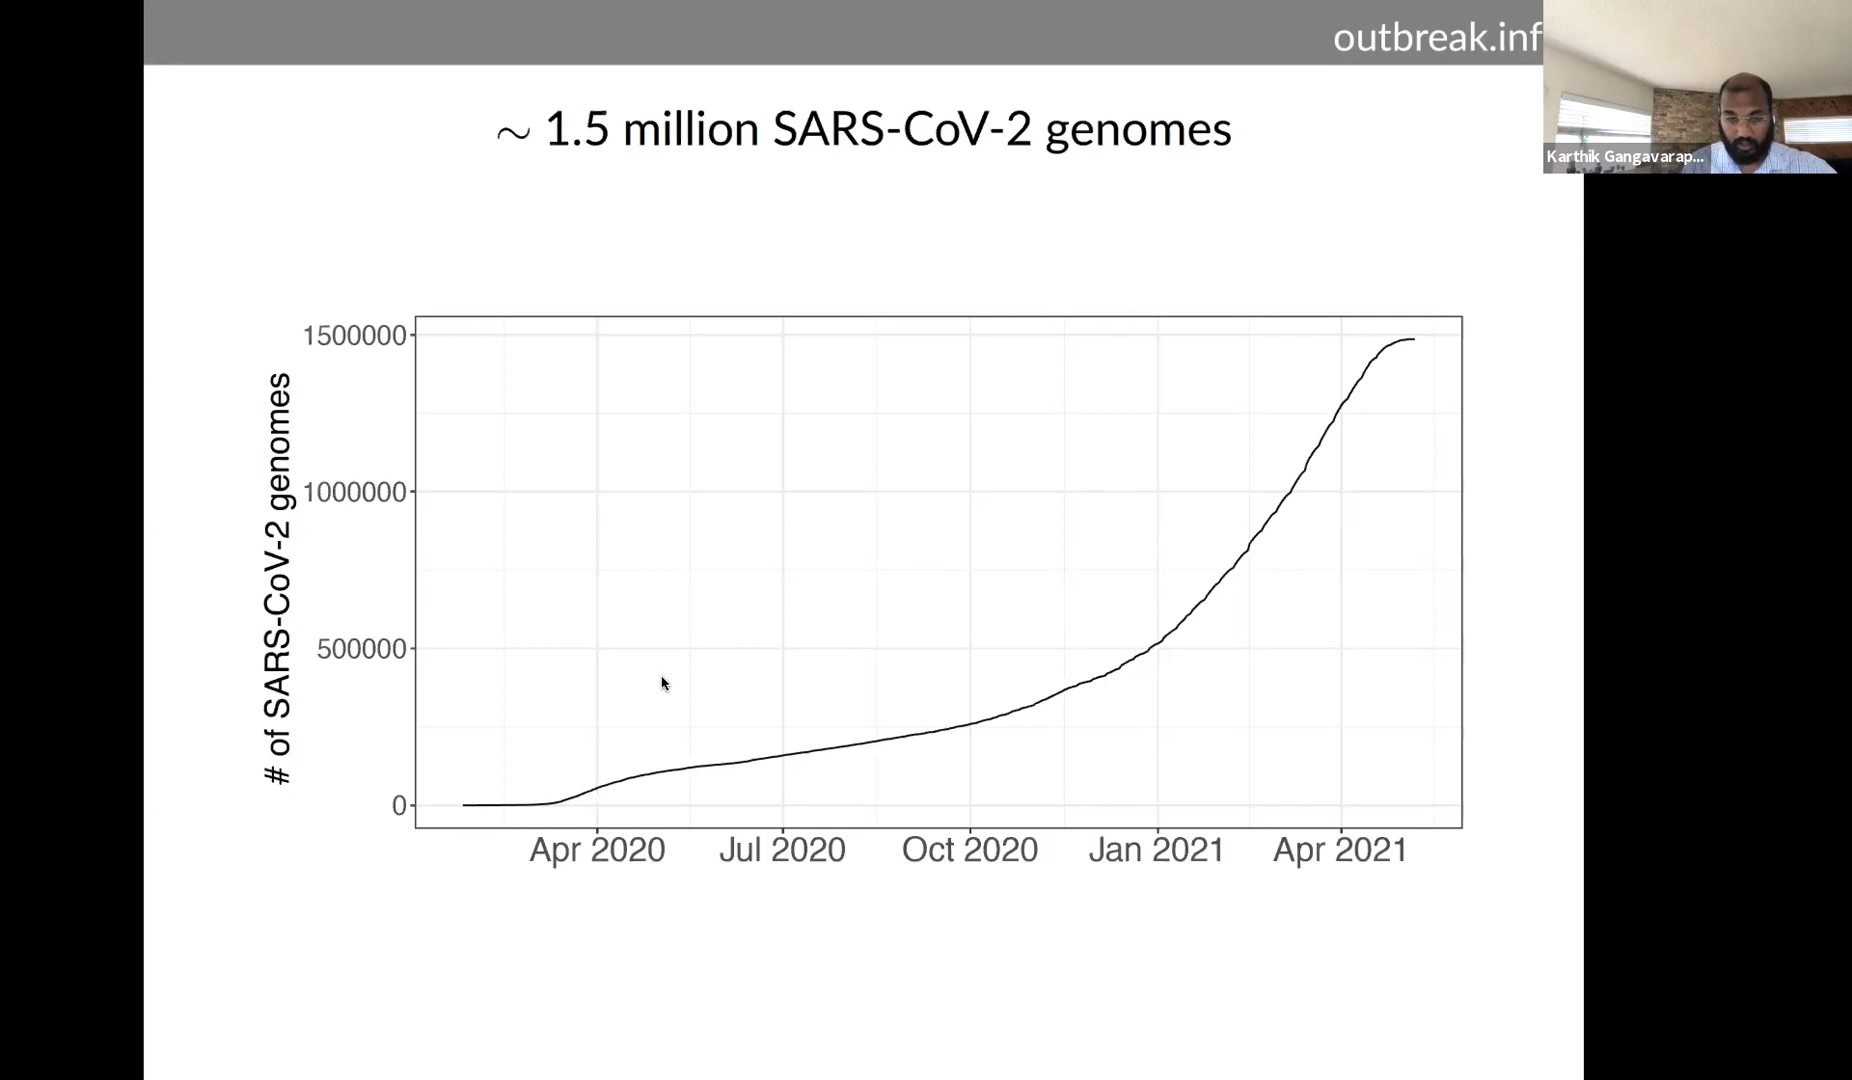 outbreak.inf
~ 1.5 million SARS-CoV-2 genomes
Karthik Gangavarap...
# of SARS-CoV-2 genomes
1500000
1000000
500000
0
Apr 2020 Jul 2020 Oct 2020 Jan 2021 Apr 2021